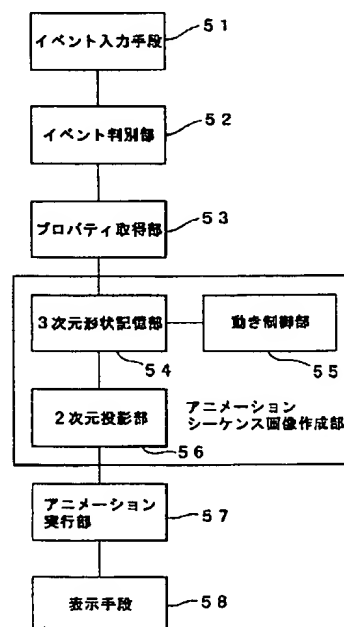 イベント入力手段
51
イベント判別部
52
プロパティ取得部
53
3次元形状記憶部
54
動き制御部
55
2次元投影部
56
アニメーション
シーケンス画像作成部
アニメーション
実行部
57
表示手段
58